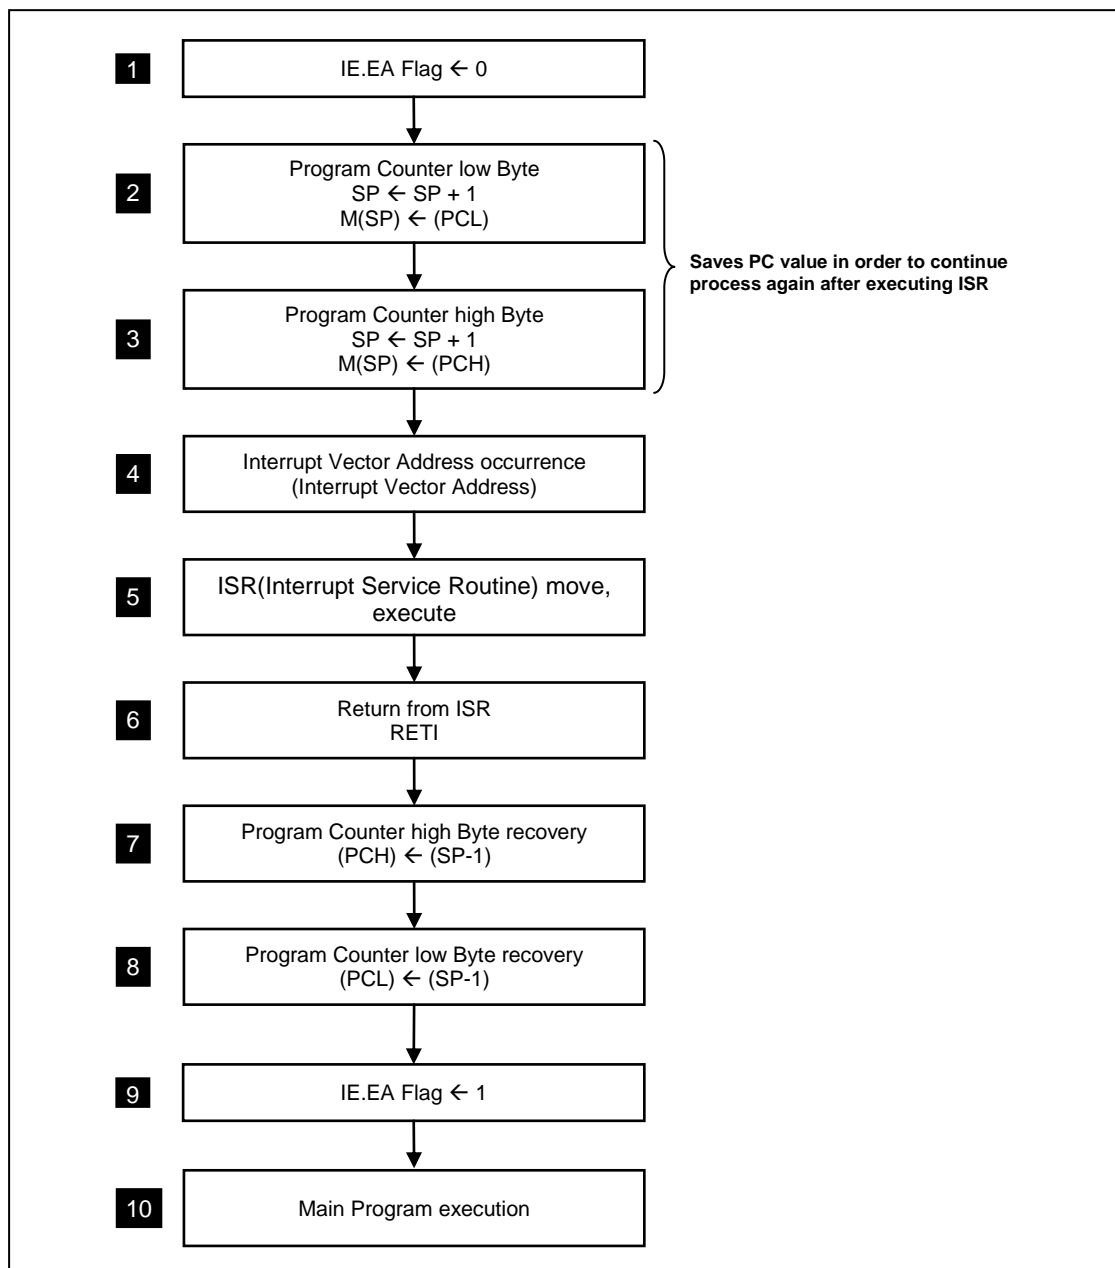 1
IE.EA Flag ← 0
2
Program Counter low Byte
SP ← SP + 1
M(SP) ← (PCL)
3
Program Counter high Byte
SP ← SP + 1
M(SP) ← (PCH)
Saves PC value in order to continue
process again after executing ISR
4
Interrupt Vector Address occurrence
(Interrupt Vector Address)
5
ISR(Interrupt Service Routine) move,
execute
6
Return from ISR
RETI
7
Program Counter high Byte recovery
(PCH) ← (SP-1)
8
Program Counter low Byte recovery
(PCL) ← (SP-1)
9
IE.EA Flag ← 1
10
Main Program execution